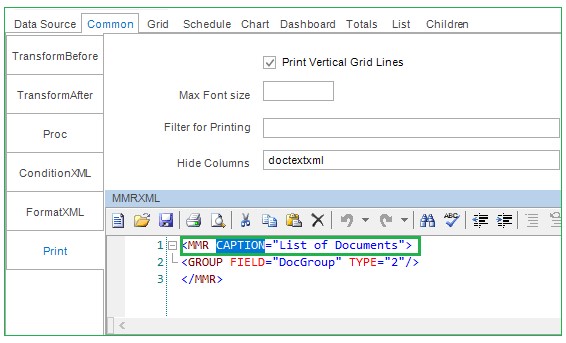 Data Source Common Grid Schedule Chart Dashboard Totals List Children
TransformBefore
TransformAfter
Proc
ConditionXML
FormatXML
Print
Print Vertical Grid Lines
Max Font size
Filter for Printing
Hide Columns doctextxml
MMRXML
ABC
1 <MMR CAPTION="List of Documents">
2 <GROUP FIELD="DocGroup" TYPE="2"/>
3 </MMR>